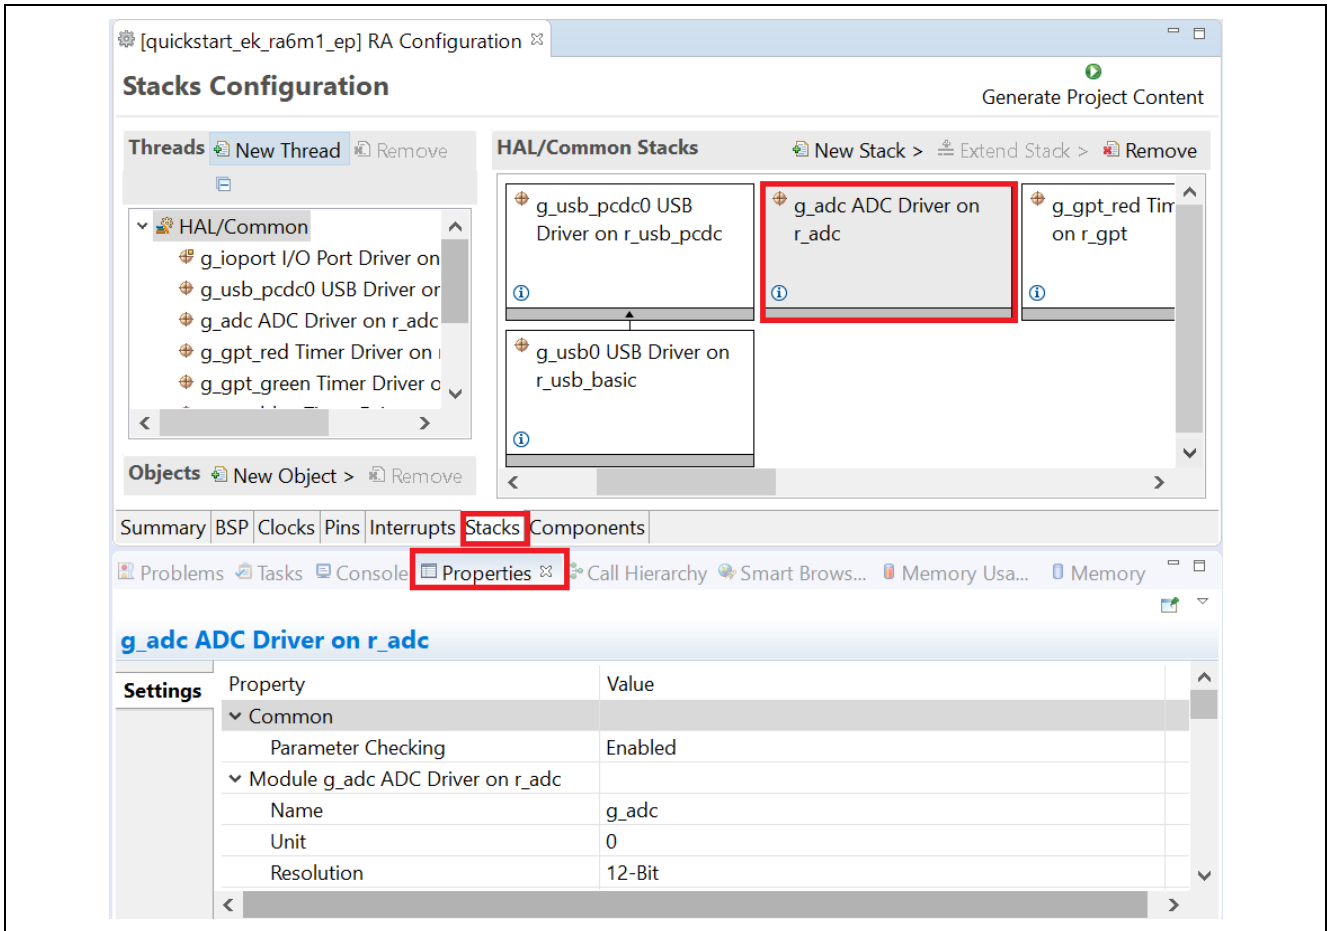 [quickstart_ek_ra6m1_ep] RA Configuration
Stacks Configuration
Generate Project Content
Threads New Thread Remove
HAL/Common
g_ioport I/O Port Driver on
g_usb_pcdc0 USB Driver or
g_adc ADC Driver on r_adc
g_gpt_red Timer Driver on
g_gpt_green Timer Driver o
Objects New Object > Remove
HAL/Common Stacks New Stack > Extend Stack > Remove
g_usb_pcdc0 USB
Driver on r_usb_pcdc
g_adc ADC Driver on
r_adc
g_gpt_red Tim
on r_gpt
g_usb0 USB Driver on
r_usb_basic
Summary BSP Clocks Pins Interrupts Stacks Components
Problems Tasks Console Properties Call Hierarchy Smart Brows... Memory Usa... Memory
g_adc ADC Driver on r_adc
Settings
Property Value
Common
Parameter Checking Enabled
Module g_adc ADC Driver on r_adc
Name g_adc
Unit 0
Resolution 12-Bit